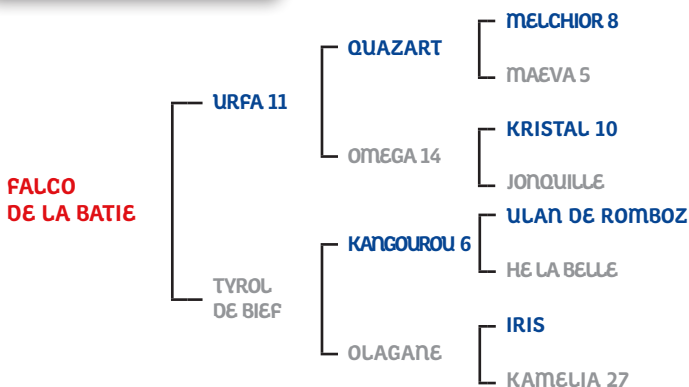 MELCHIOR 8
QUAZART
MAEVA 5
URFA 11
KRISTAL 10
OMEGA 14
JONQUILLE
FALCO
DE LA BATIE
ULAN DE ROMBOZ
KANGOUROU 6
HE LA BELLE
TYROL
DE BIEF
IRIS
OLAGANE
KAMELIA 27